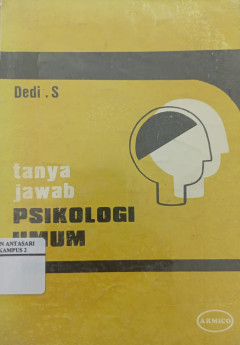 Dedi . S
tanya
jawab
PSIKOLOGI
UMUM
N ANTASARI
KAMPUS 2
ARMICO